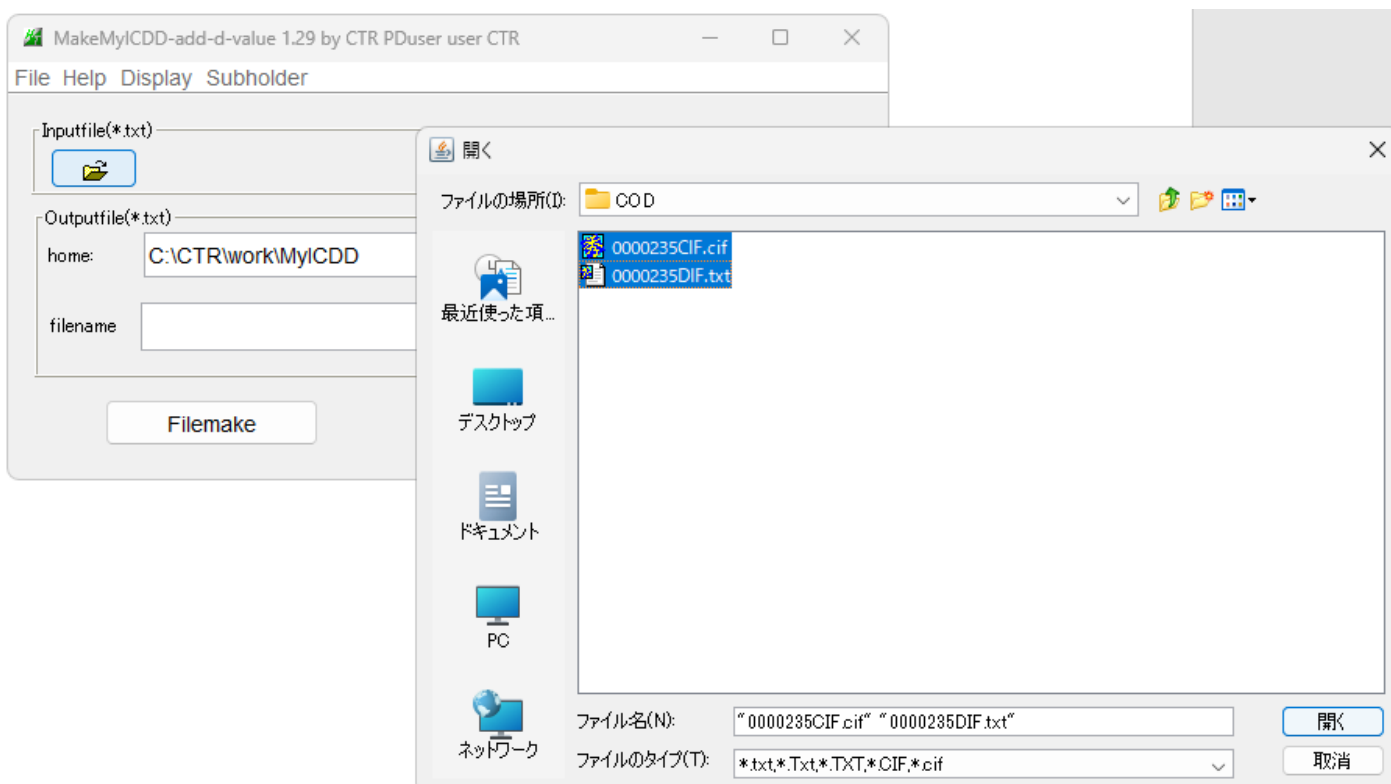 MakeMyICDD-add-d-value 1.29 by CTR PDuser user CTR
File Help Display Subholder
Inputfile(*.txt)
Outputfile(*.txt)
home: C:\CTR\work\MyICDD
filename
Filemake
開く
ファイルの場所(I): COD
0000235CIF.cif
0000235DIF.txt
最近使った項...
デスクトップ
ドキュメント
PC
ネットワーク
ファイル名(N): "0000235CIF.cif" "0000235DIF.txt" 開く
ファイルのタイプ(T): *.txt,*.Txt,*.TXT,*.CIF,*.cif 取消